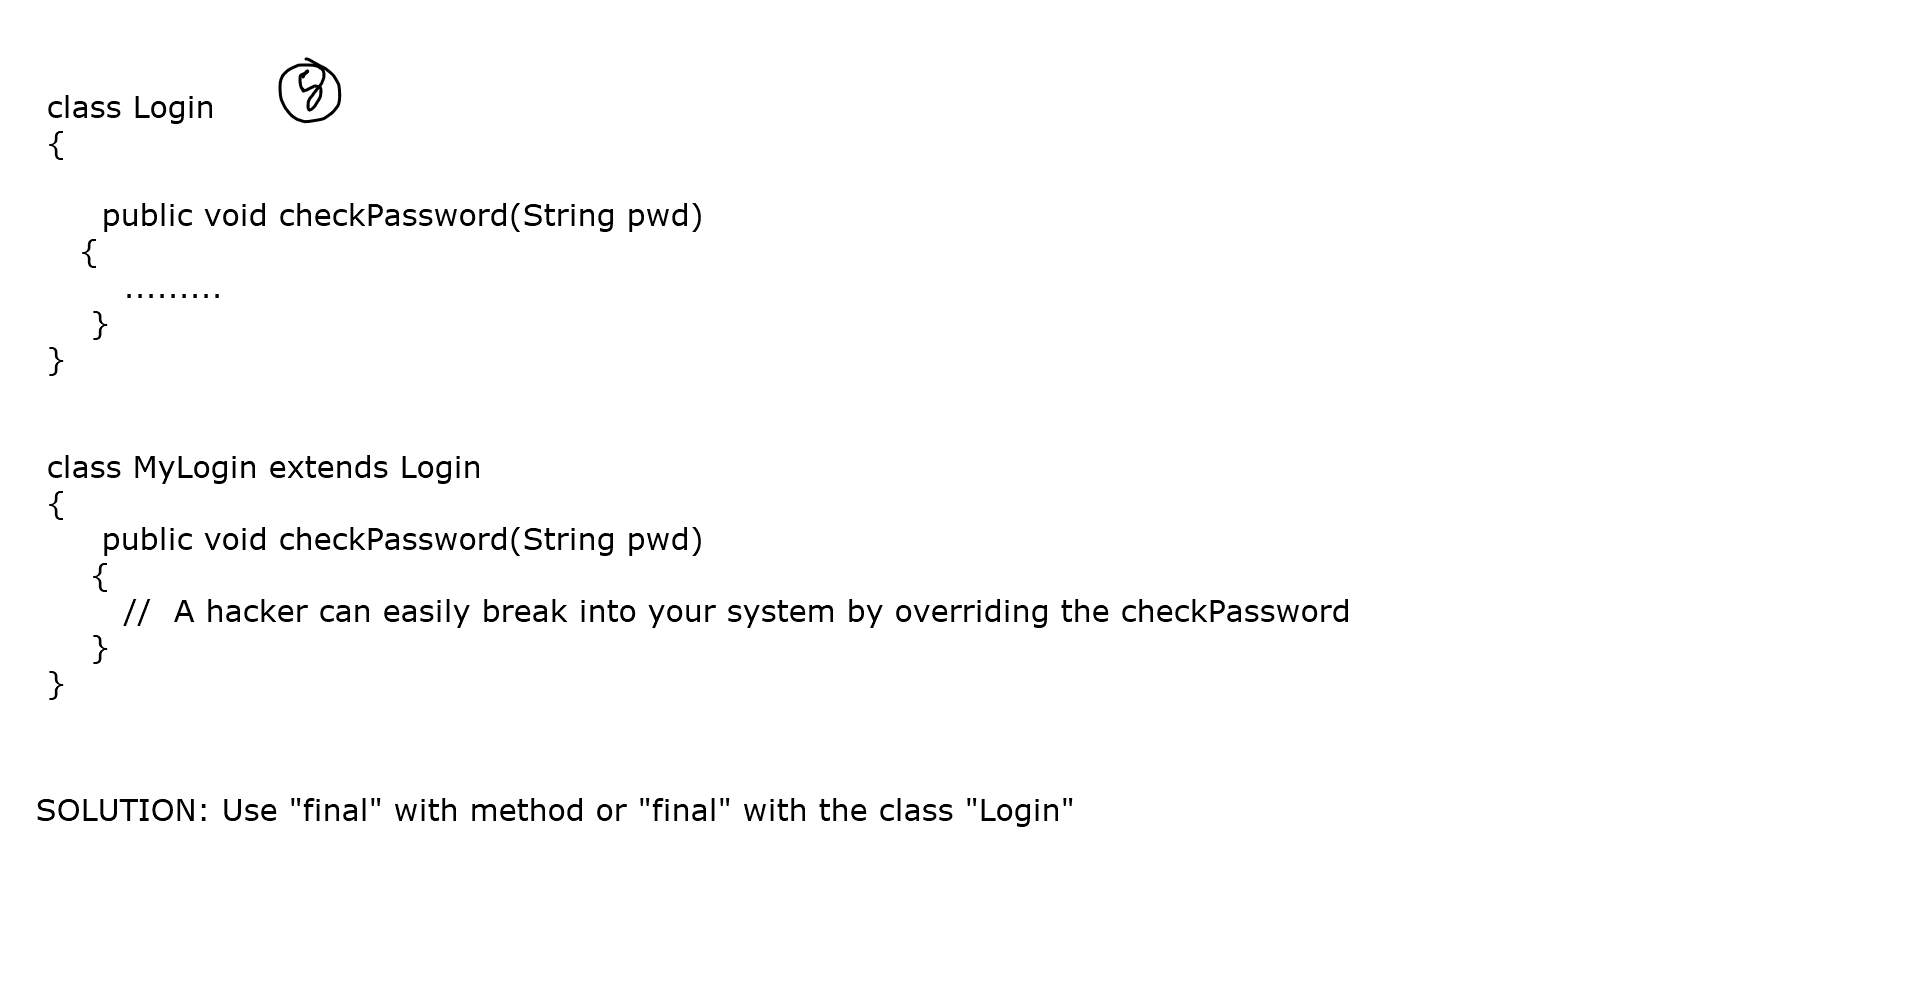 class Login 8
{
public void checkPassword(String pwd)
{
.........
}
}
class MyLogin extends Login
{
public void checkPassword(String pwd)
{
// A hacker can easily break into your system by overriding the checkPassword
}
}
SOLUTION: Use "final" with method or "final" with the class "Login"